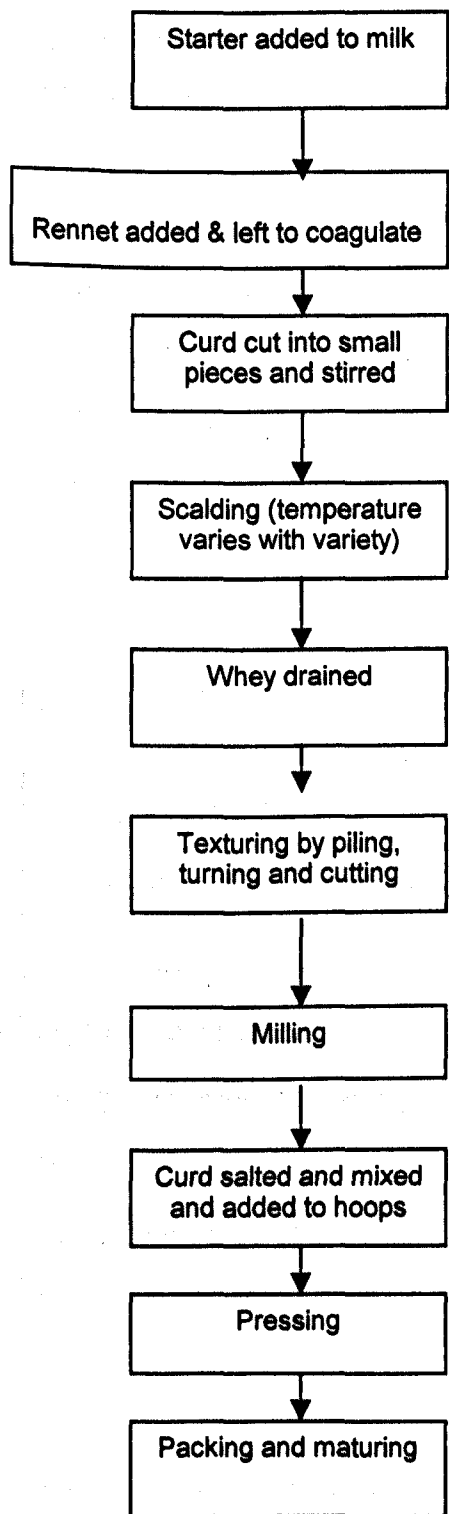 Starter added to milk
Rennet added & left to coagulate
Curd cut into small
pieces and stirred
Scalding (temperature
varies with variety)
Whey drained
Texturing by piling,
turning and cutting
Milling
Curd salted and mixed
and added to hoops
Pressing
Packing and maturing